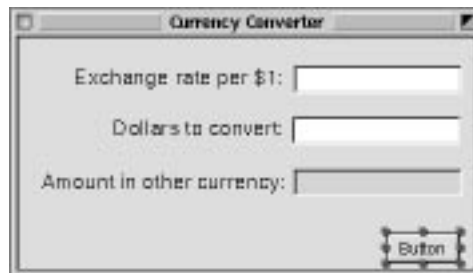 Currency Converter
Exchange rate per $1:
Dollars to convert:
Amount in other currency:
Button